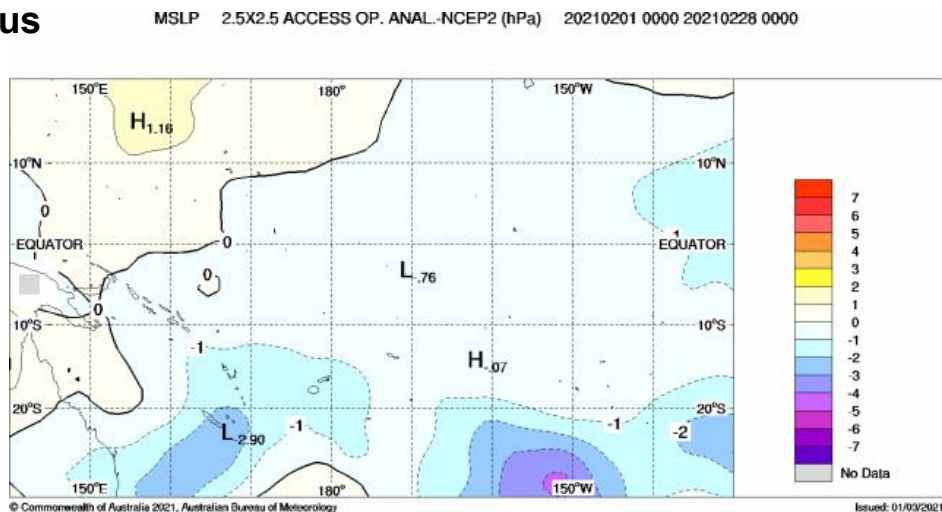 us
MSLP 2.5X2.5 ACCESS OP. ANAL.-NCEP2 (hPa) 20210201 0000 20210228 0000
150°E 180° 150°W
H1.16
10°N 10°N
0
EQUATOR 0 EQUATOR
0 L-.76
0
10°S 10°S
-1 H-.07
20°S 20°S
L-2.90 -1 -1 -2
150°E 180° 150°W
7
6
5
4
3
2
1
0
-1
-2
-3
-4
-5
-6
-7
No Data
© Commonwealth of Australia 2021, Australian Bureau of Meteorology Issued: 01/03/2021